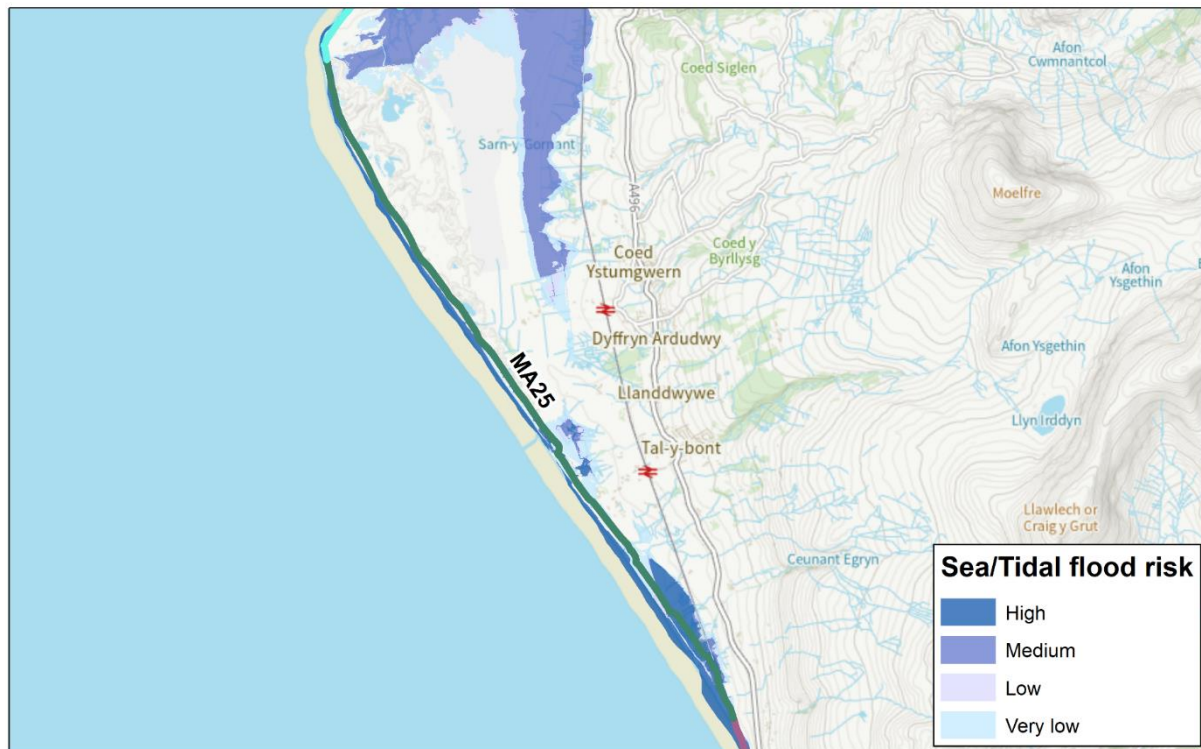 Afon
Cwmnantcol
Coed Siglen
Sarn-y Gornant
A496
Moelfre
Coed
Ystumgwern
Coed y
Byrllysg
Afon
Ysgethin
Dyffryn Ardudwy
Afon Ysgethin
MA25
Llanddwywe
Llyn Irddyn
Tal-y-bont
Llawlech or
Craig y Grut
Ceunant Egryn
Sea/Tidal flood risk
High
Medium
Low
Very low